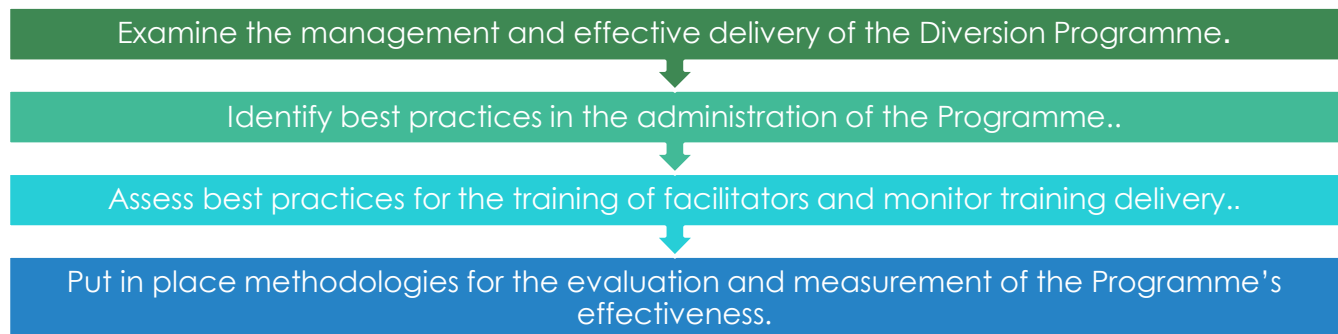 Examine the management and effective delivery of the Diversion Programme.
Identify best practices in the administration of the Programme..
Assess best practices for the training of facilitators and monitor training delivery..
Put in place methodologies for the evaluation and measurement of the Programme’s
effectiveness.